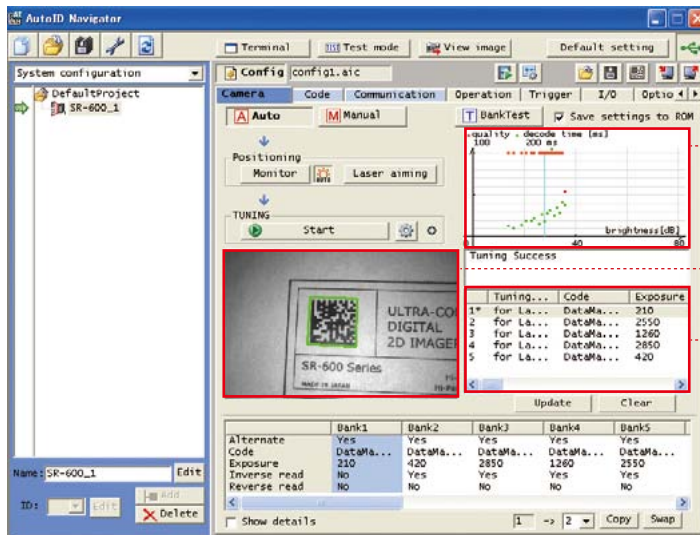 AutoID Navigator
Terminal Test mode View image Default setting
System configuration
DefaultProject
SR-600_1
Config config1.aic
Camera Code Communication Operation Trigger I/O Optio
A Auto M Manual T BankTest Save settings to ROM
Positioning
Monitor AUTO Laser aiming
TUNING
Start
.quality . decode time [ms]
100 200 ms
brightness[dB]
40 80
Tuning Success
ULTRA-CO
DIGITAL
2D IMAGE
SR-600 Series
MADE IN JAPAN
Tuning... Code Exposure
1* for La... DataMa... 210
2 for La... DataMa... 2550
3 for La... DataMa... 1260
4 for La... DataMa... 2850
5 for La... DataMa... 420
Update Clear
Bank1 Bank2 Bank3 Bank4 Bank5
Alternate Yes Yes Yes Yes Yes
Code DataMa... DataMa... DataMa... DataMa... DataMa...
Exposure 210 420 2850 1260 2550
Inverse read No Yes Yes Yes Yes
Reverse read No No No No No
Name: SR-600_1 Edit
ID: Edit Add
Delete
Show details 1 -> 2 Copy Swap